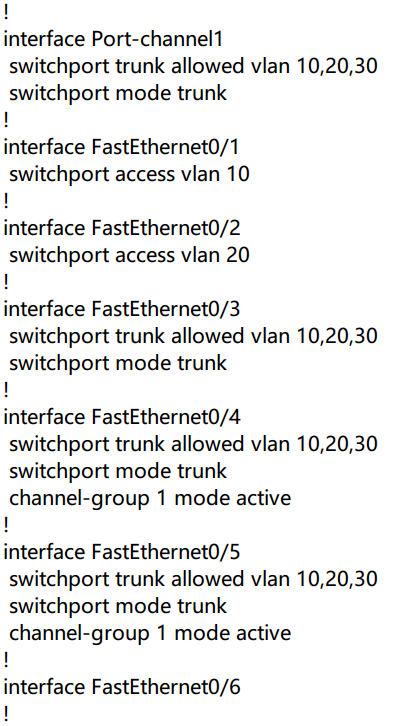 !
interface Port-channel1
 switchport trunk allowed vlan 10,20,30
 switchport mode trunk
!
interface FastEthernet0/1
 switchport access vlan 10
!
interface FastEthernet0/2
 switchport access vlan 20
!
interface FastEthernet0/3
 switchport trunk allowed vlan 10,20,30
 switchport mode trunk
!
interface FastEthernet0/4
 switchport trunk allowed vlan 10,20,30
 switchport mode trunk
 channel-group 1 mode active
!
interface FastEthernet0/5
 switchport trunk allowed vlan 10,20,30
 switchport mode trunk
 channel-group 1 mode active
!
interface FastEthernet0/6
!